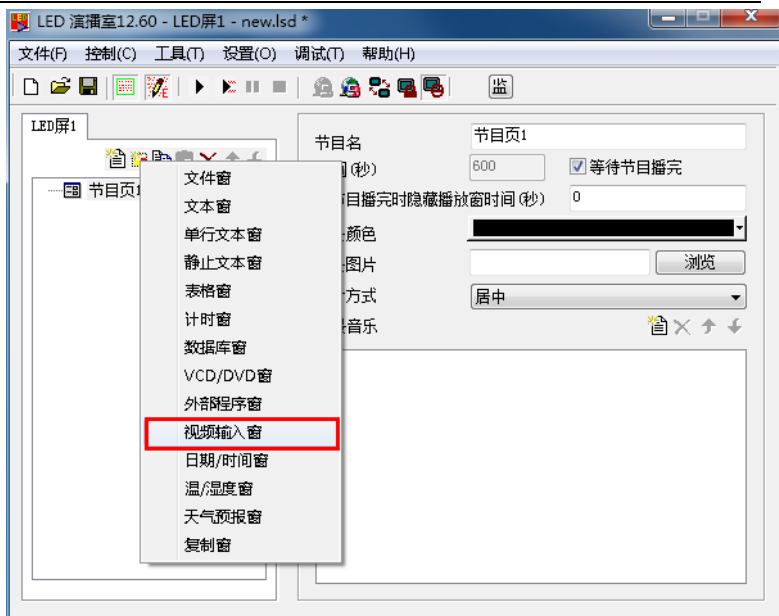 LED 演播室12.60 - LED屏1 - new.lsd *
文件(F) 控制(C) 工具(T) 设置(O) 调试(T) 帮助(H)
监
LED屏1
节目页1
文件窗
文本窗
单行文本窗
静止文本窗
表格窗
计时窗
数据库窗
VCD/DVD窗
外部程序窗
视频输入窗
日期/时间窗
温/湿度窗
天气预报窗
复制窗
节目名 节目页1
(秒) 600 等待节目播完
节目播完时隐藏播放窗时间(秒) 0
颜色
图片 浏览
方式 居中
音乐